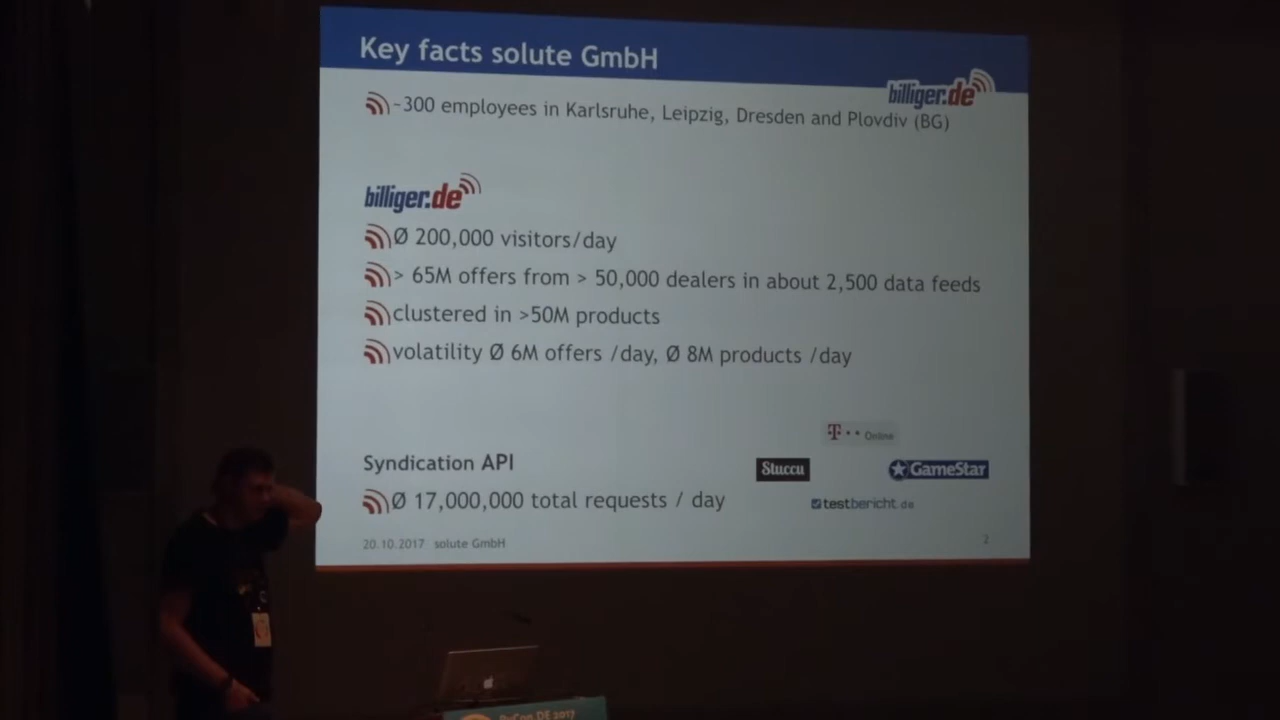 Key facts solute GmbH
billiger.de
~300 employees in Karlsruhe, Leipzig, Dresden and Plovdiv (BG)
billiger.de
Ø 200,000 visitors/day
> 65M offers from > 50,000 dealers in about 2,500 data feeds
clustered in >50M products
volatility Ø 6M offers /day, Ø 8M products /day
T • • Online
Syndication API
Stuccu
GameStar
Ø 17,000,000 total requests / day
testbericht.de
20.10.2017 solute GmbH
2
PyCon.DE 2017